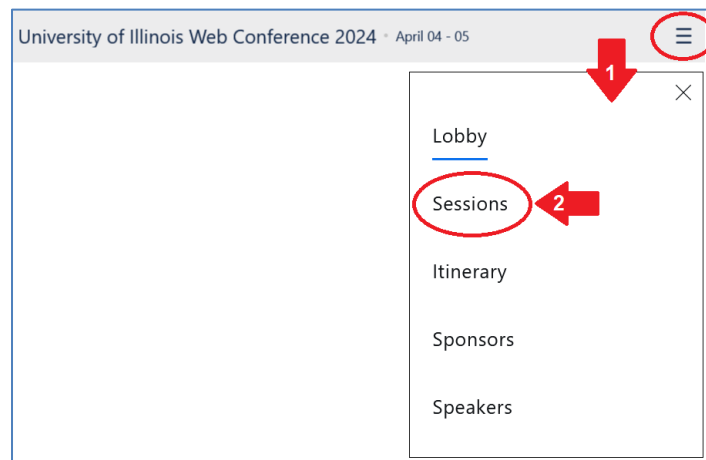 University of Illinois Web Conference 2024 • April 04 - 05
1
Lobby
Sessions
2
Itinerary
Sponsors
Speakers